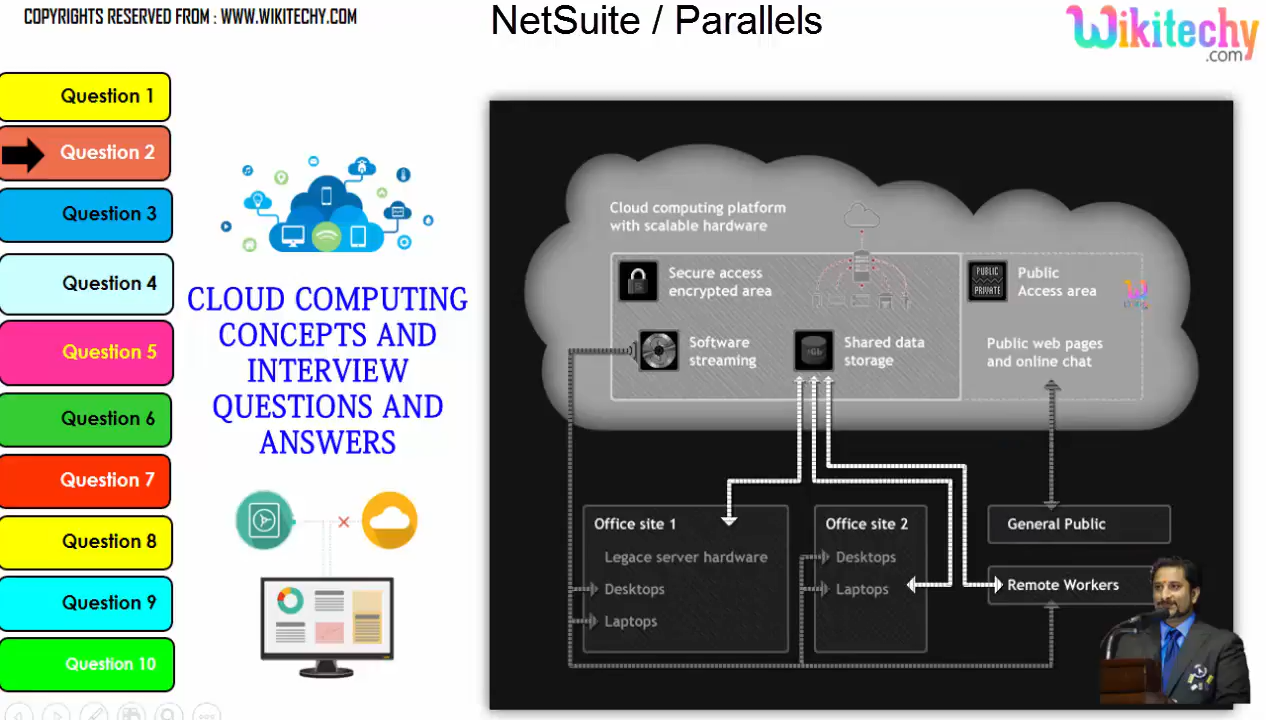 COPYRIGHTS RESERVED FROM : WWW.WIKITECHY.COM
NetSuite / Parallels
Wikitechy
.com
Question 1
Question 2
Question 3
Question 4
Question 5
Question 6
Question 7
Question 8
Question 9
Question 10
CLOUD COMPUTING
CONCEPTS AND
INTERVIEW
QUESTIONS AND
ANSWERS
Cloud computing platform
with scalable hardware
Secure access
encrypted area
PUBLIC
PRIVATE
Public
Access area
Software
streaming
Shared data
storage
Public web pages
and online chat
Office site 1
Legace server hardware
Desktops
Laptops
Office site 2
Desktops
Laptops
General Public
Remote Workers